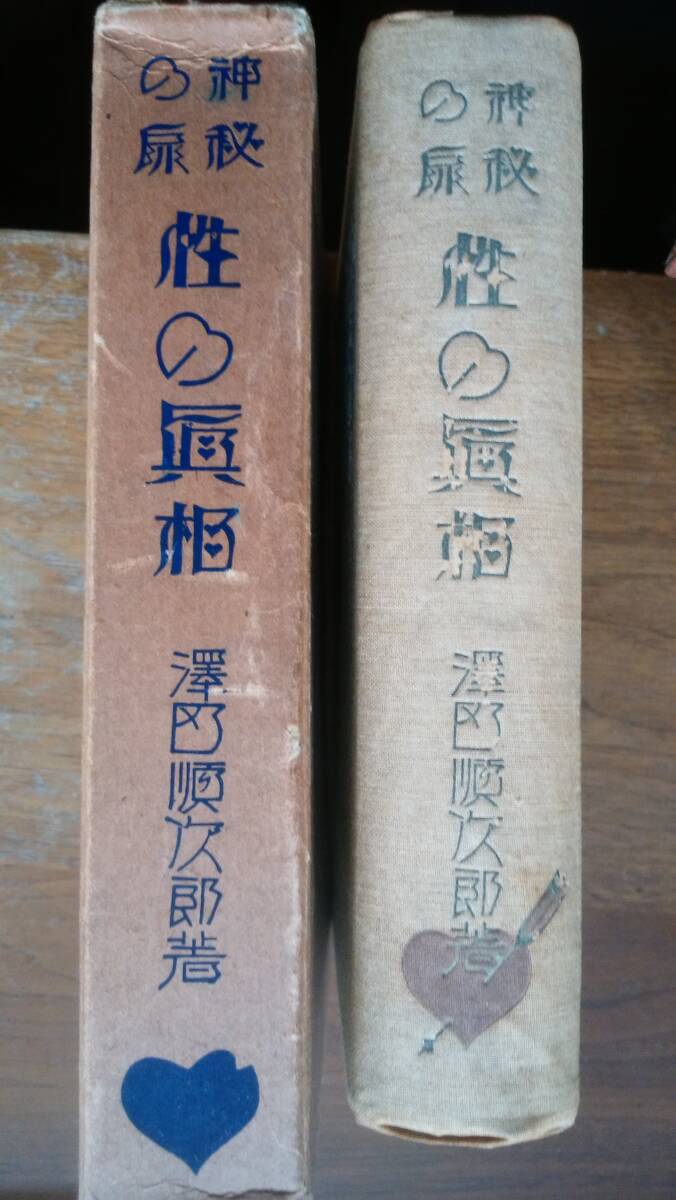 神秘
の扉
性の眞相
澤田順次郎著
神秘
の扉
性の眞相
澤田順次郎著